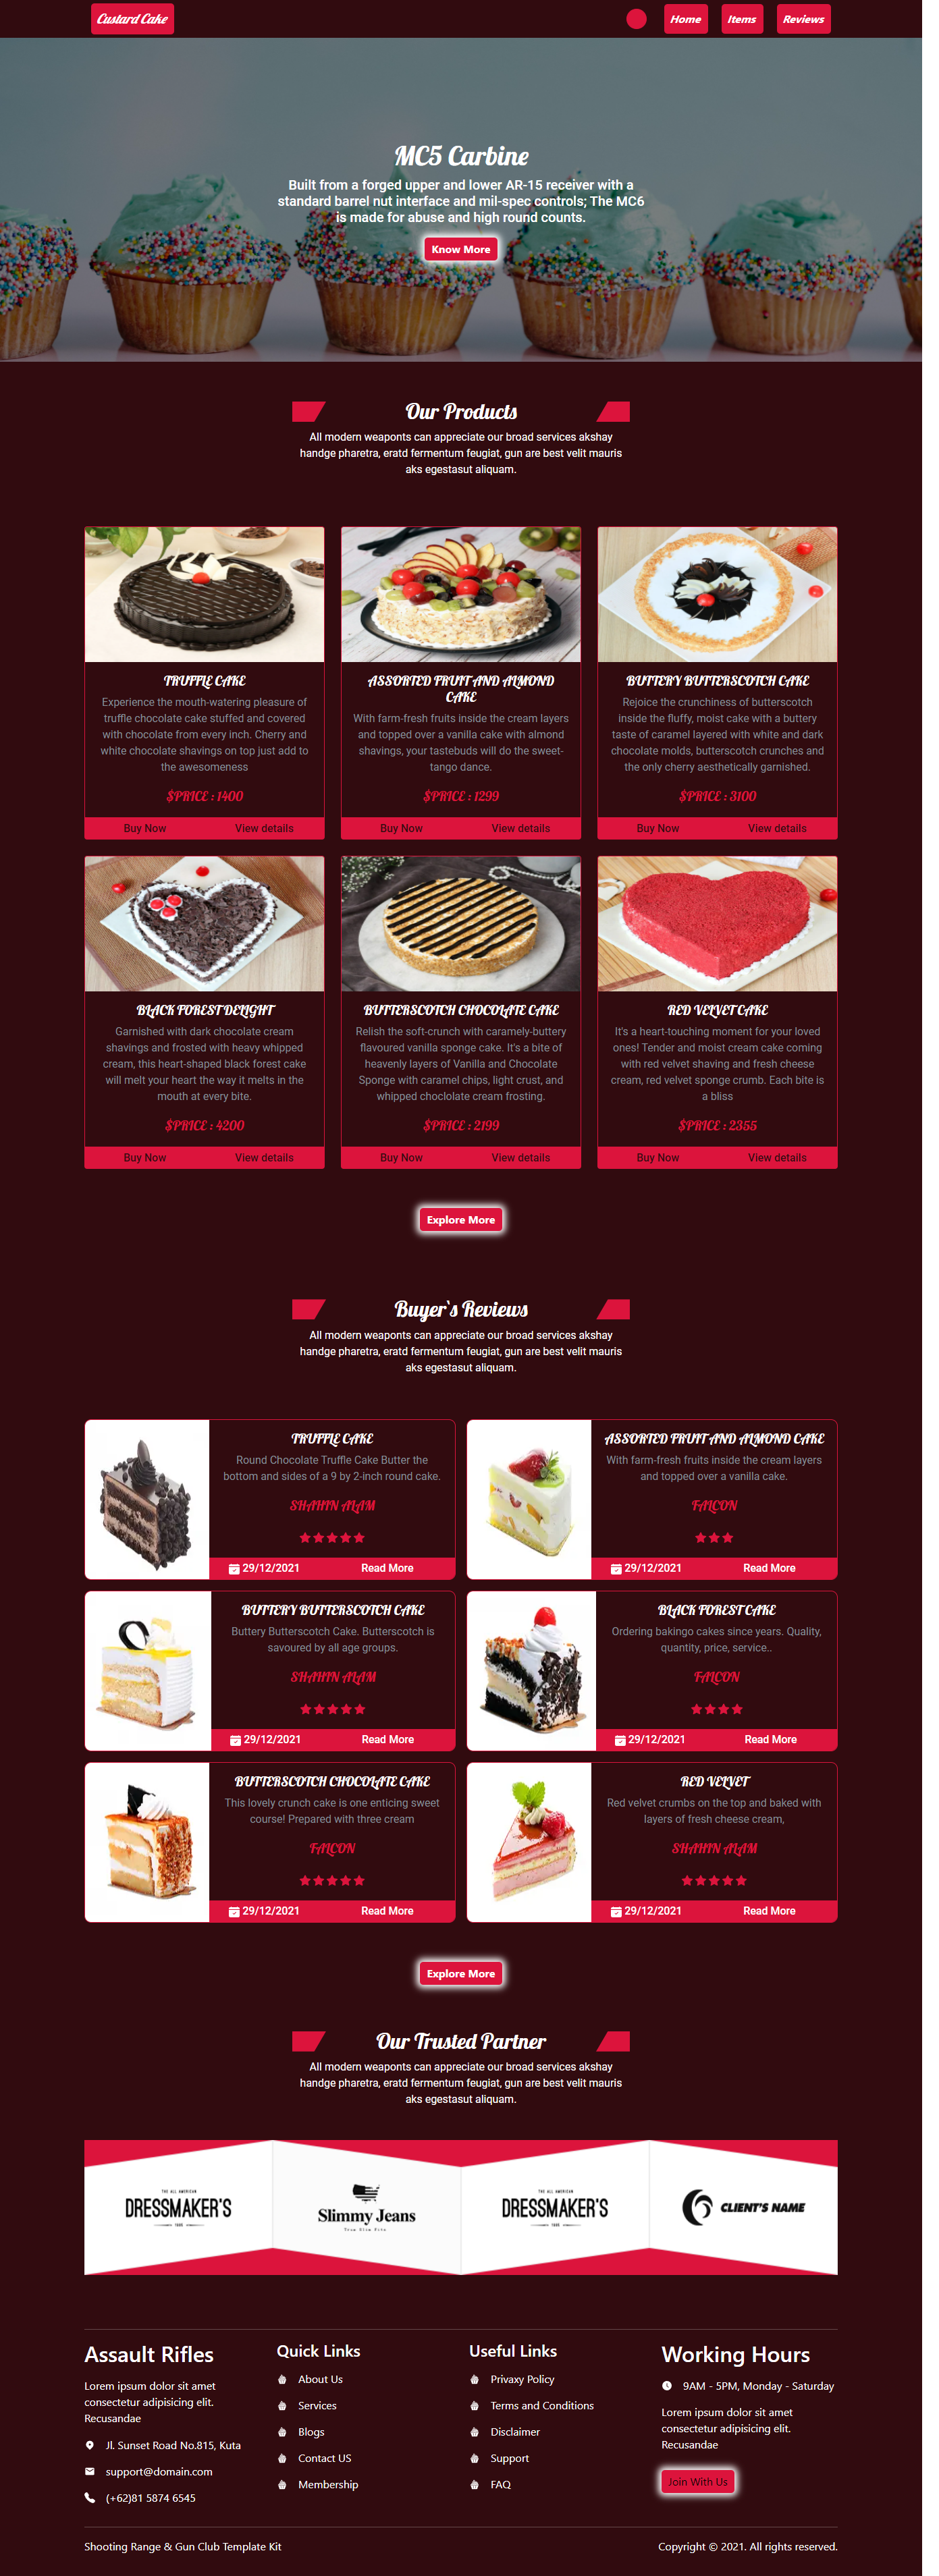 Custard Cake
Home
Items
Reviews
MC5 Carbine
Built from a forged upper and lower AR-15 receiver with a
standard barrel nut interface and mil-spec controls; The MC6
is made for abuse and high round counts.
Know More
Our Products
All modern weaponts can appreciate our broad services akshay
handge pharetra, eratd fermentum feugiat, gun are best velit mauris
aks egestasut aliquam.
TRUFFLE CAKE
Experience the mouth-watering pleasure of
truffle chocolate cake stuffed and covered
with chocolate from every inch. Cherry and
white chocolate shavings on top just add to
the awesomeness
$PRICE : 1400
Buy Now
View details
ASSORTED FRUIT AND ALMOND
CAKE
With farm-fresh fruits inside the cream layers
and topped over a vanilla cake with almond
shavings, your tastebuds will do the sweet-
tango dance.
$PRICE : 1299
Buy Now
View details
BUTTERY BUTTERSCOTCH CAKE
Rejoice the crunchiness of butterscotch
inside the fluffy, moist cake with a buttery
taste of caramel layered with white and dark
chocolate molds, butterscotch crunches and
the only cherry aesthetically garnished.
$PRICE : 3100
Buy Now
View details
BLACK FOREST DELIGHT
Garnished with dark chocolate cream
shavings and frosted with heavy whipped
cream, this heart-shaped black forest cake
will melt your heart the way it melts in the
mouth at every bite.
$PRICE : 4200
Buy Now
View details
BUTTERSCOTCH CHOCOLATE CAKE
Relish the soft-crunch with caramely-buttery
flavoured vanilla sponge cake. It's a bite of
heavenly layers of Vanilla and Chocolate
Sponge with caramel chips, light crust, and
whipped choclolate cream frosting.
$PRICE : 2199
Buy Now
View details
RED VELVET CAKE
It's a heart-touching moment for your loved
ones! Tender and moist cream cake coming
with red velvet shaving and fresh cheese
cream, red velvet sponge crumb. Each bite is
a bliss
$PRICE : 2355
Buy Now
View details
Explore More
Buyer`s Reviews
All modern weaponts can appreciate our broad services akshay
handge pharetra, eratd fermentum feugiat, gun are best velit mauris
aks egestasut aliquam.
TRUFFLE CAKE
Round Chocolate Truffle Cake Butter the
bottom and sides of a 9 by 2-inch round cake.
SHAHIN ALAM
29/12/2021
Read More
ASSORTED FRUIT AND ALMOND CAKE
With farm-fresh fruits inside the cream layers
and topped over a vanilla cake.
FALCON
29/12/2021
Read More
BUTTERY BUTTERSCOTCH CAKE
Buttery Butterscotch Cake. Butterscotch is
savoured by all age groups.
SHAHIN ALAM
29/12/2021
Read More
BLACK FOREST CAKE
Ordering bakingo cakes since years. Quality,
quantity, price, service..
FALCON
29/12/2021
Read More
BUTTERSCOTCH CHOCOLATE CAKE
This lovely crunch cake is one enticing sweet
course! Prepared with three cream
FALCON
29/12/2021
Read More
RED VELVET
Red velvet crumbs on the top and baked with
layers of fresh cheese cream,
SHAHIN ALAM
29/12/2021
Read More
Explore More
Our Trusted Partner
All modern weaponts can appreciate our broad services akshay
handge pharetra, eratd fermentum feugiat, gun are best velit mauris
aks egestasut aliquam.
THE ALL AMERICAN
DRESSMAKER'S
Slimmy Jeans
True Slim Fits
THE ALL AMERICAN
DRESSMAKER'S
CLIENT'S NAME
Assault Rifles
Lorem ipsum dolor sit amet
consectetur adipisicing elit.
Recusandae
Jl. Sunset Road No.815, Kuta
support@domain.com
(+62)81 5874 6545
Quick Links
About Us
Services
Blogs
Contact US
Membership
Useful Links
Privaxy Policy
Terms and Conditions
Disclaimer
Support
FAQ
Working Hours
9AM - 5PM, Monday - Saturday
Lorem ipsum dolor sit amet
consectetur adipisicing elit.
Recusandae
Join With Us
Shooting Range & Gun Club Template Kit
Copyright © 2021. All rights reserved.